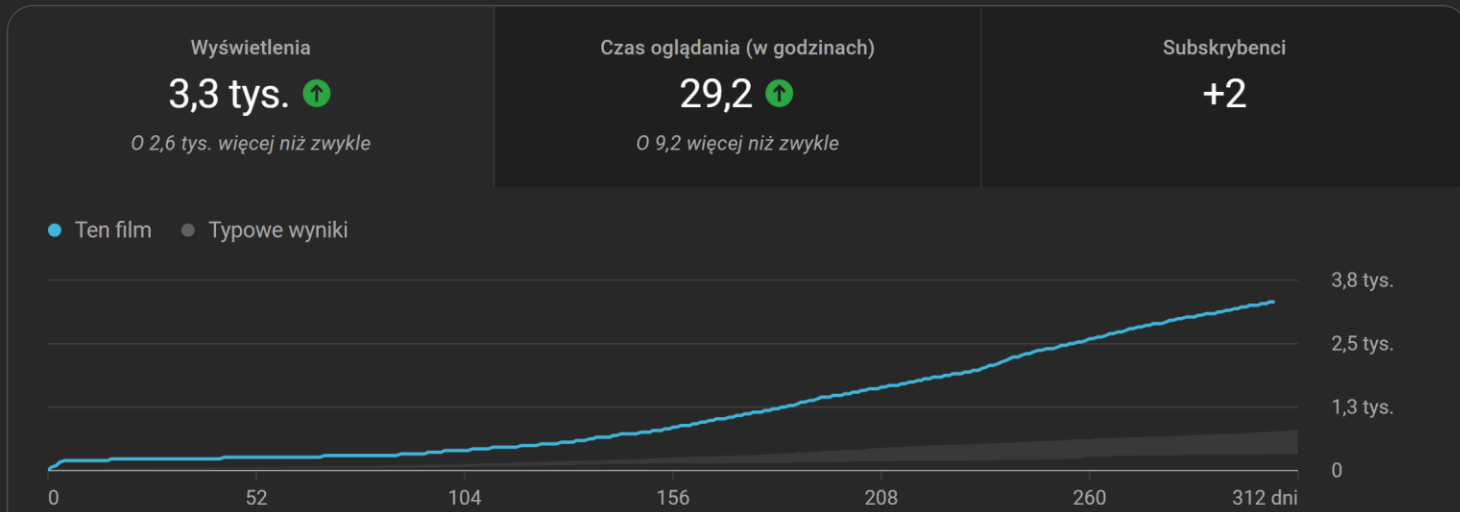 Wyświetlenia
3,3 tys.
O 2,6 tys. więcej niż zwykle
Czas oglądania (w godzinach)
29,2
O 9,2 więcej niż zwykle
Subskrybenci
+2
Ten film
Typowe wyniki
3,8 tys.
2,5 tys.
1,3 tys.
0
0 52 104 156 208 260 312 dni